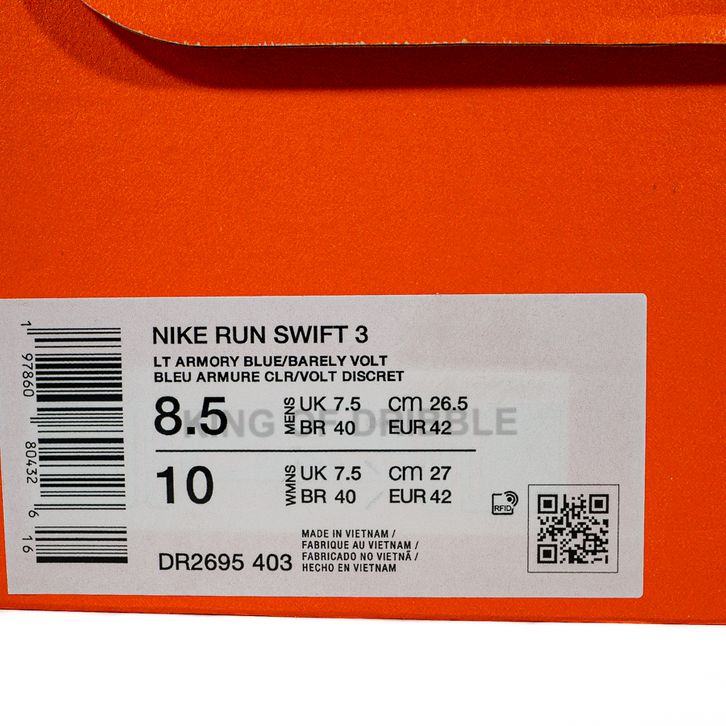 NIKE RUN SWIFT 3
LT ARMORY BLUE/BARELY VOLT
BLEU ARMURE CLR/VOLT DISCRET
8.5 MENS UK 7.5 CM 26.5
BR 40 EUR 42
KING OF DRIBBLE
10 WMNS UK 7.5 CM 27
BR 40 EUR 42
RFID
DR2695 403
MADE IN VIETNAM /
FABRIQUE AU VIETNAM /
FABRICADO NO VIETNÃ /
HECHO EN VIETNAM
1 97860 80432 6 16